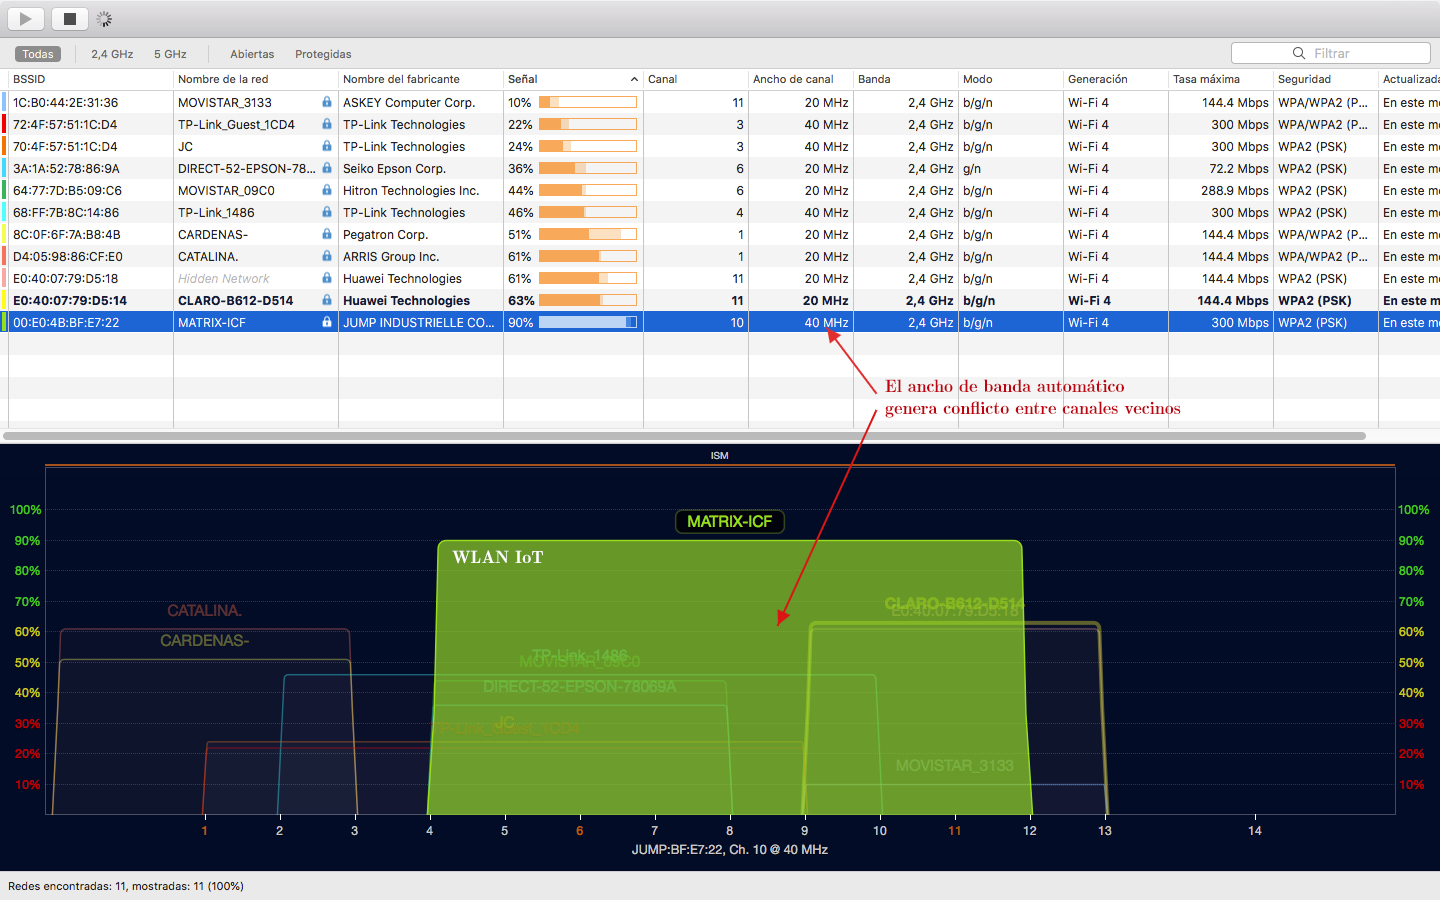 Todas 2,4 GHz 5 GHz Abiertas Protegidas Filtrar
BSSID Nombre de la red Nombre del fabricante Señal Canal Ancho de canal Banda Modo Generación Tasa máxima Seguridad Actualizada
1C:B0:44:2E:31:36 MOVISTAR_3133 ASKEY Computer Corp. 10% 11 20 MHz 2,4 GHz b/g/n Wi-Fi 4 144.4 Mbps WPA/WPA2 (P... En este mo
72:4F:57:51:1C:D4 TP-Link_Guest_1CD4 TP-Link Technologies 22% 3 40 MHz 2,4 GHz b/g/n Wi-Fi 4 300 Mbps WPA/WPA2 (P... En este mo
70:4F:57:51:1C:D4 JC TP-Link Technologies 24% 3 40 MHz 2,4 GHz b/g/n Wi-Fi 4 300 Mbps WPA2 (PSK) En este mo
3A:1A:52:78:86:9A DIRECT-52-EPSON-78... Seiko Epson Corp. 36% 6 20 MHz 2,4 GHz g/n Wi-Fi 4 72.2 Mbps WPA2 (PSK) En este mo
64:77:7D:B5:09:C6 MOVISTAR_09C0 Hitron Technologies Inc. 44% 6 20 MHz 2,4 GHz b/g/n Wi-Fi 4 288.9 Mbps WPA2 (PSK) En este mo
68:FF:7B:8C:14:86 TP-Link_1486 TP-Link Technologies 46% 4 40 MHz 2,4 GHz b/g/n Wi-Fi 4 300 Mbps WPA2 (PSK) En este mo
8C:0F:6F:7A:B8:4B CARDENAS- Pegatron Corp. 51% 1 20 MHz 2,4 GHz b/g/n Wi-Fi 4 144.4 Mbps WPA/WPA2 (P... En este mo
D4:05:98:86:CF:E0 CATALINA. ARRIS Group Inc. 61% 1 20 MHz 2,4 GHz b/g/n Wi-Fi 4 144.4 Mbps WPA/WPA2 (P... En este mo
E0:40:07:79:D5:18 Hidden Network Huawei Technologies 61% 11 20 MHz 2,4 GHz b/g/n Wi-Fi 4 144.4 Mbps WPA2 (PSK) En este mo
E0:40:07:79:D5:14 CLARO-B612-D514 Huawei Technologies 63% 11 20 MHz 2,4 GHz b/g/n Wi-Fi 4 144.4 Mbps WPA2 (PSK) En este m
00:E0:4B:BF:E7:22 MATRIX-ICF JUMP INDUSTRIELLE CO... 90% 10 40 MHz 2,4 GHz b/g/n Wi-Fi 4 300 Mbps WPA2 (PSK) En este mo
El ancho de banda automático
genera conflicto entre canales vecinos
ISM
100% 100%
MATRIX-ICF
90% 90%
WLAN IoT
80% 80%
70% 70%
CLARO-B612-D514
CATALINA. E0:40:07:79:D5:18
60% 60%
CARDENAS-
TP-Link_1486
MOVISTAR_09C0
50% 50%
DIRECT-52-EPSON-78069A
40% 40%
30% 30%
JC
TP-Link_Guest_1CD4
20% 20%
MOVISTAR_3133
10% 10%
1 2 3 4 5 6 7 8 9 10 11 12 13 14
JUMP:BF:E7:22, Ch. 10 @ 40 MHz
Redes encontradas: 11, mostradas: 11 (100%)